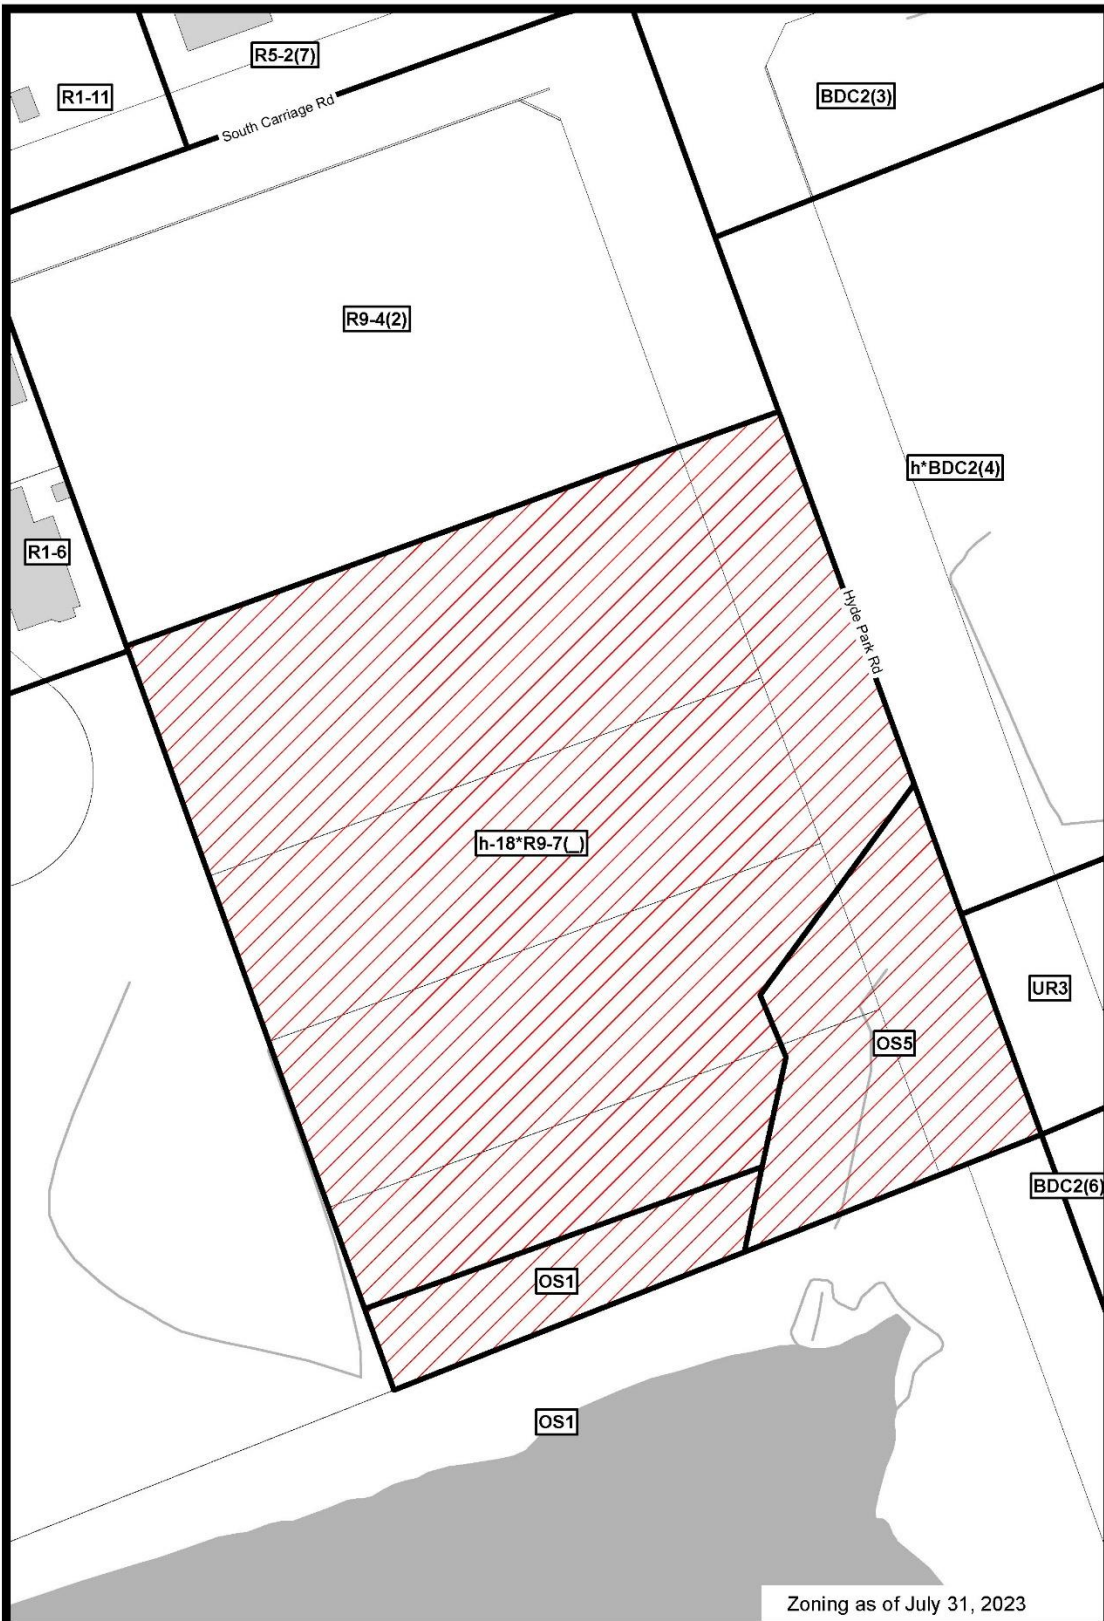 R5-2(7)
R1-11
BDC2(3)
South Carriage Rd
R9-4(2)
h*BDC2(4)
R1-6
Hyde Park Rd
h-18*R9-7(_)
UR3
OS5
BDC2(6)
OS1
OS1
Zoning as of July 31, 2023